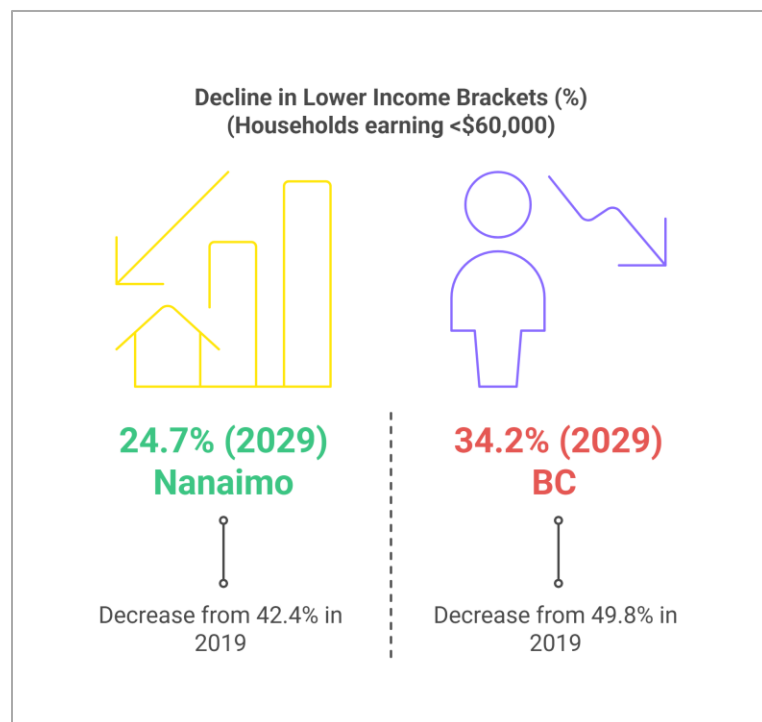 Decline in Lower Income Brackets (%)
(Households earning <$60,000)
24.7% (2029)
Nanaimo
Decrease from 42.4% in
2019
34.2% (2029)
BC
Decrease from 49.8% in
2019